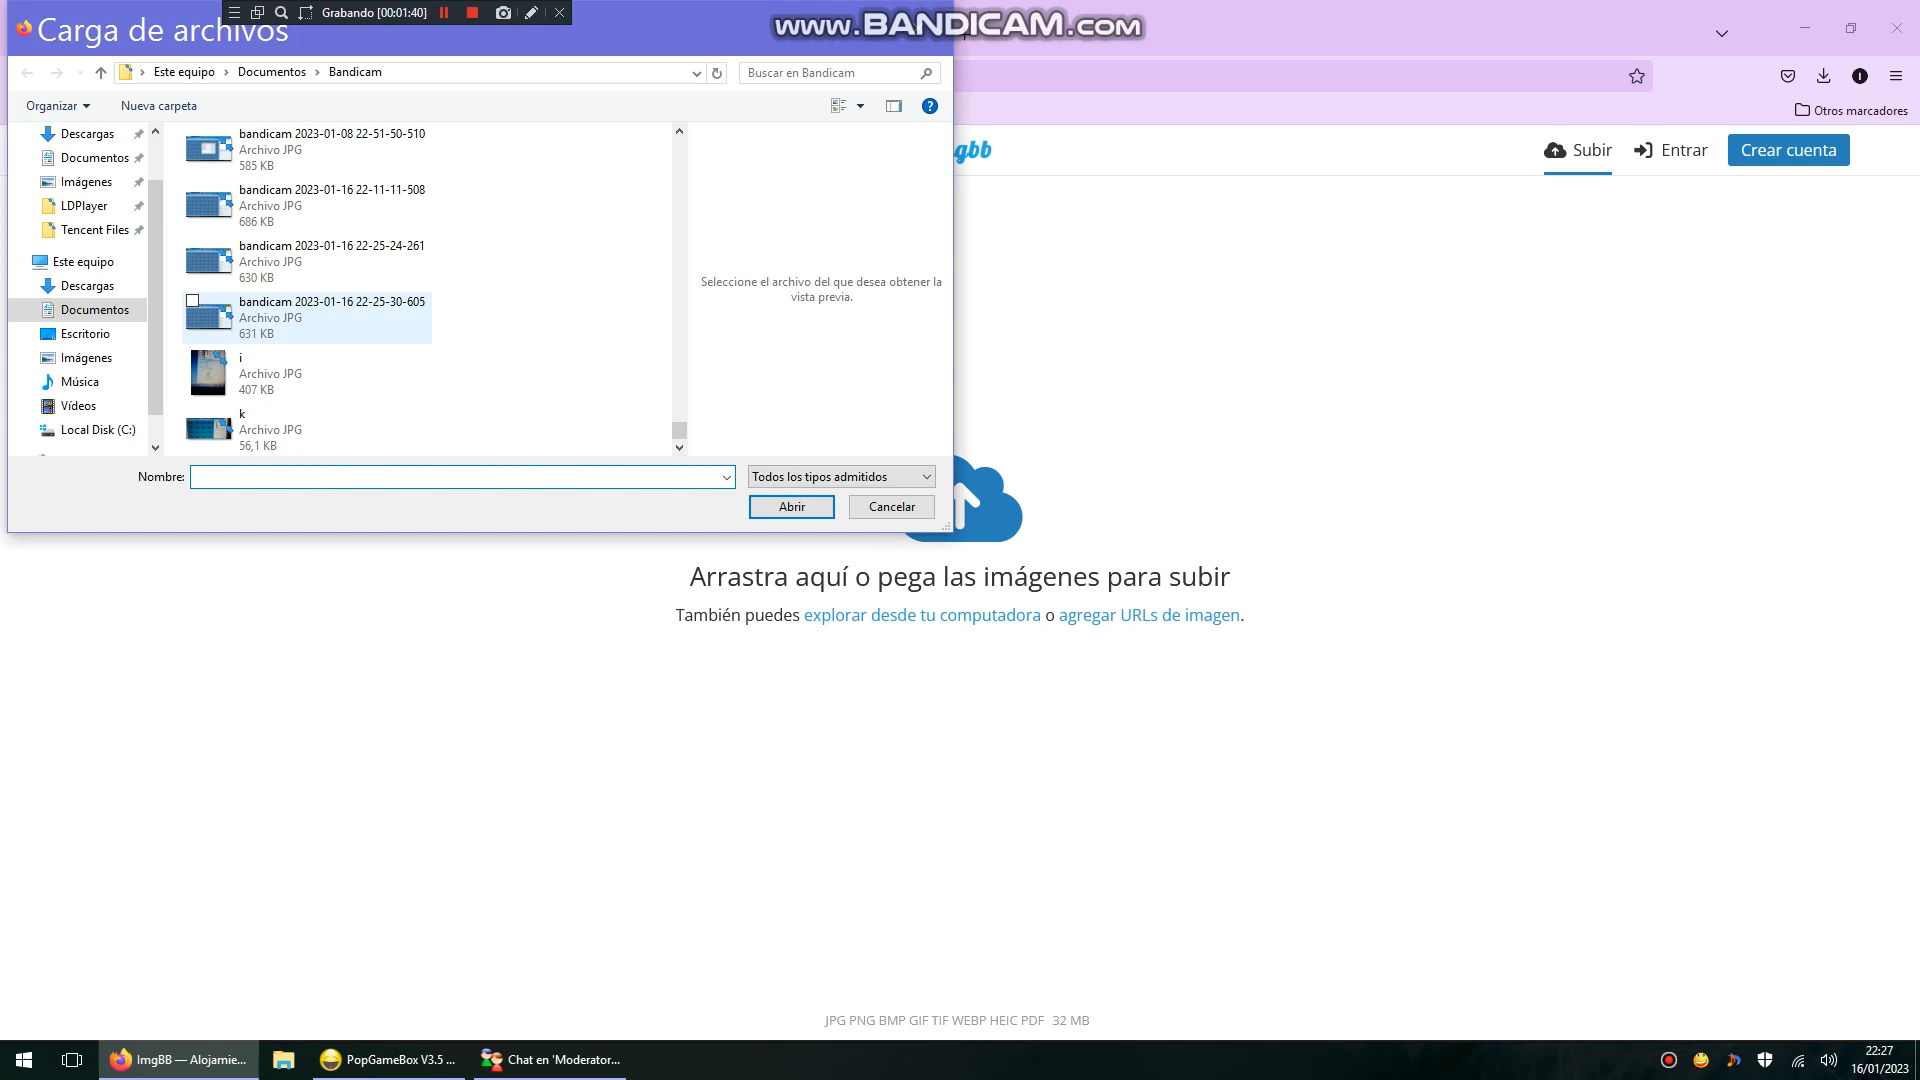 Grabando [00:01:40]
www.BANDICAM.com
Carga de archivos
Este equipo
Documentos
Bandicam
Buscar en Bandicam
Organizar
Nueva carpeta
Otros marcadores
Descargas
Documentos
Imágenes
LDPlayer
Tencent Files
Este equipo
Descargas
Documentos
Escritorio
Imágenes
Música
Vídeos
Local Disk (C:)
bandicam 2023-01-08 22-51-50-510
Archivo JPG
585 KB
bandicam 2023-01-16 22-11-11-508
Archivo JPG
686 KB
bandicam 2023-01-16 22-25-24-261
Archivo JPG
630 KB
bandicam 2023-01-16 22-25-30-605
Archivo JPG
631 KB
i
Archivo JPG
407 KB
k
Archivo JPG
56,1 KB
Seleccione el archivo del que desea obtener la
vista previa.
Nombre:
Todos los tipos admitidos
Abrir
Cancelar
gbb
Subir
Entrar
Crear cuenta
Arrastra aquí o pega las imágenes para subir
También puedes explorar desde tu computadora o agregar URLs de imagen.
JPG PNG BMP GIF TIF WEBP HEIC PDF 32 MB
ImgBB — Alojamie...
PopGameBox V3.5 ...
Chat en 'Moderator...
22:27
16/01/2023